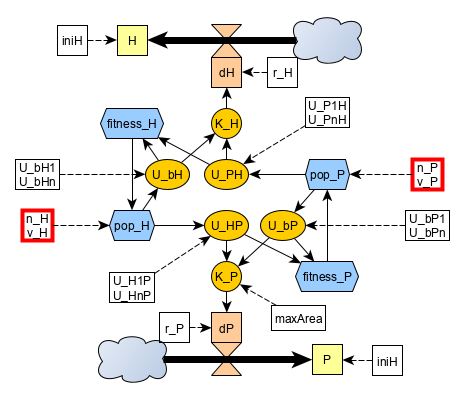 iniH
H
dH
r_H
fitness_H
K_H
U_P1H
U_PnH
U_bH1
U_bHn
U_bH
U_PH
pop_P
n_P
v_P
n_H
v_H
pop_H
U_HP
U_bP
U_bP1
U_bPn
U_H1P
U_HnP
K_P
fitness_P
maxArea
r_P
dP
P
iniH